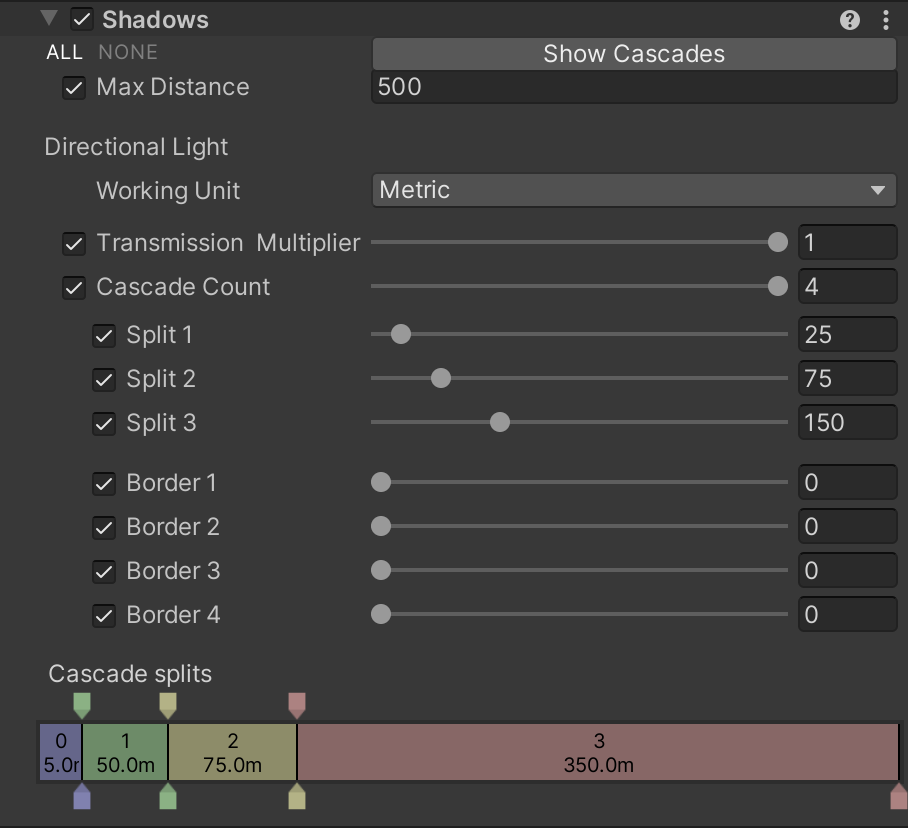 Shadows
ALL NONE Show Cascades
Max Distance 500
Directional Light
Working Unit Metric
Transmission Multiplier 1
Cascade Count 4
Split 1 25
Split 2 75
Split 3 150
Border 1 0
Border 2 0
Border 3 0
Border 4 0
Cascade splits
0 1 2 3
5.0r 50.0m 75.0m 350.0m